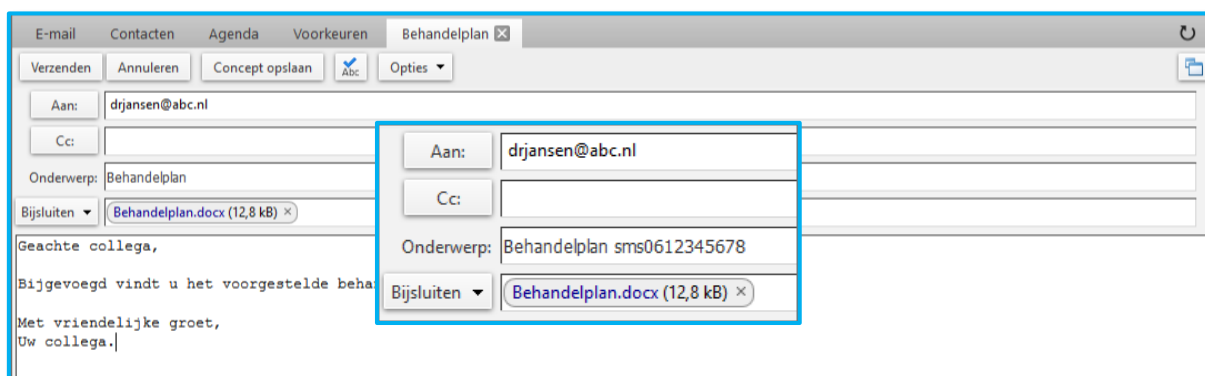 E-mail Contacten Agenda Voorkeuren Behandelplan
Verzenden Annuleren Concept opslaan Abc Opties
Aan: drjansen@abc.nl
Cc:
Onderwerp: Behandelplan
Bijsluiten Behandelplan.docx (12,8 kB) ×
Geachte collega,
Bijgevoegd vindt u het voorgestelde beha
Met vriendelijke groet,
Uw collega.
Aan: drjansen@abc.nl
Cc:
Onderwerp: Behandelplan sms0612345678
Bijsluiten Behandelplan.docx (12,8 kB) ×